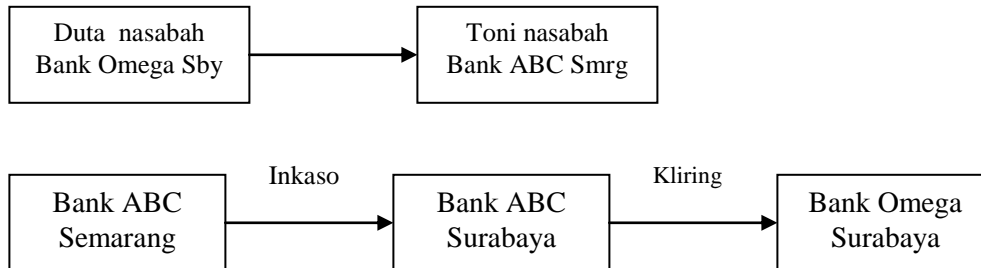 Duta nasabah
Bank Omega Sby
Toni nasabah
Bank ABC Smrg
Inkaso
Kliring
Bank ABC
Semarang
Bank ABC
Surabaya
Bank Omega
Surabaya